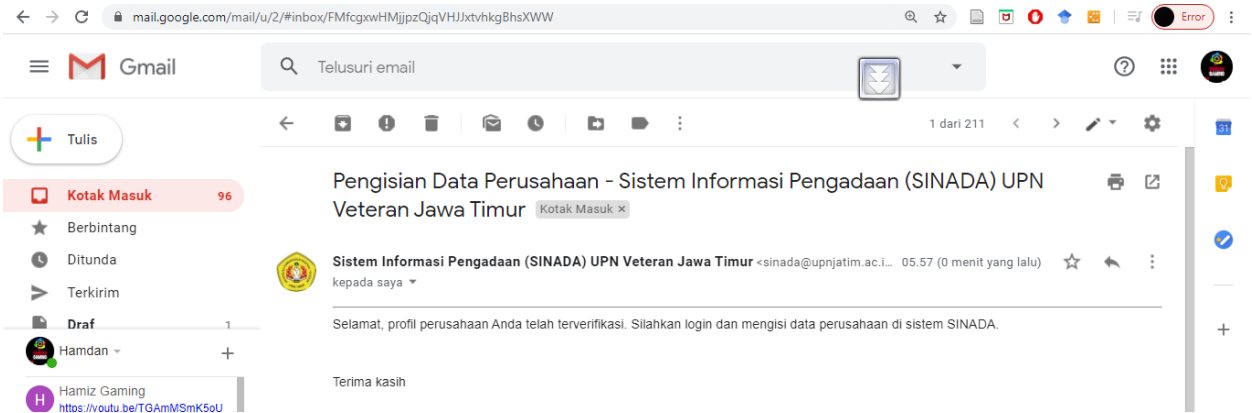 mail.google.com/mail/u/2/#inbox/FMfcgxwHMjjpzQjqVHJJxtvhkgBhsXWW
Error
Gmail
Telusuri email
Tulis
1 dari 211
31
Kotak Masuk 96
Berbintang
Ditunda
Terkirim
Draf 1
Hamdan
H
Hamiz Gaming
https://youtu.be/TGAmMSmK5oU
Pengisian Data Perusahaan - Sistem Informasi Pengadaan (SINADA) UPN
Veteran Jawa Timur Kotak Masuk ×
Sistem Informasi Pengadaan (SINADA) UPN Veteran Jawa Timur <sinada@upnjatim.ac.i... 05.57 (0 menit yang lalu)
kepada saya
Selamat, profil perusahaan Anda telah terverifikasi. Silahkan login dan mengisi data perusahaan di sistem SINADA.
Terima kasih